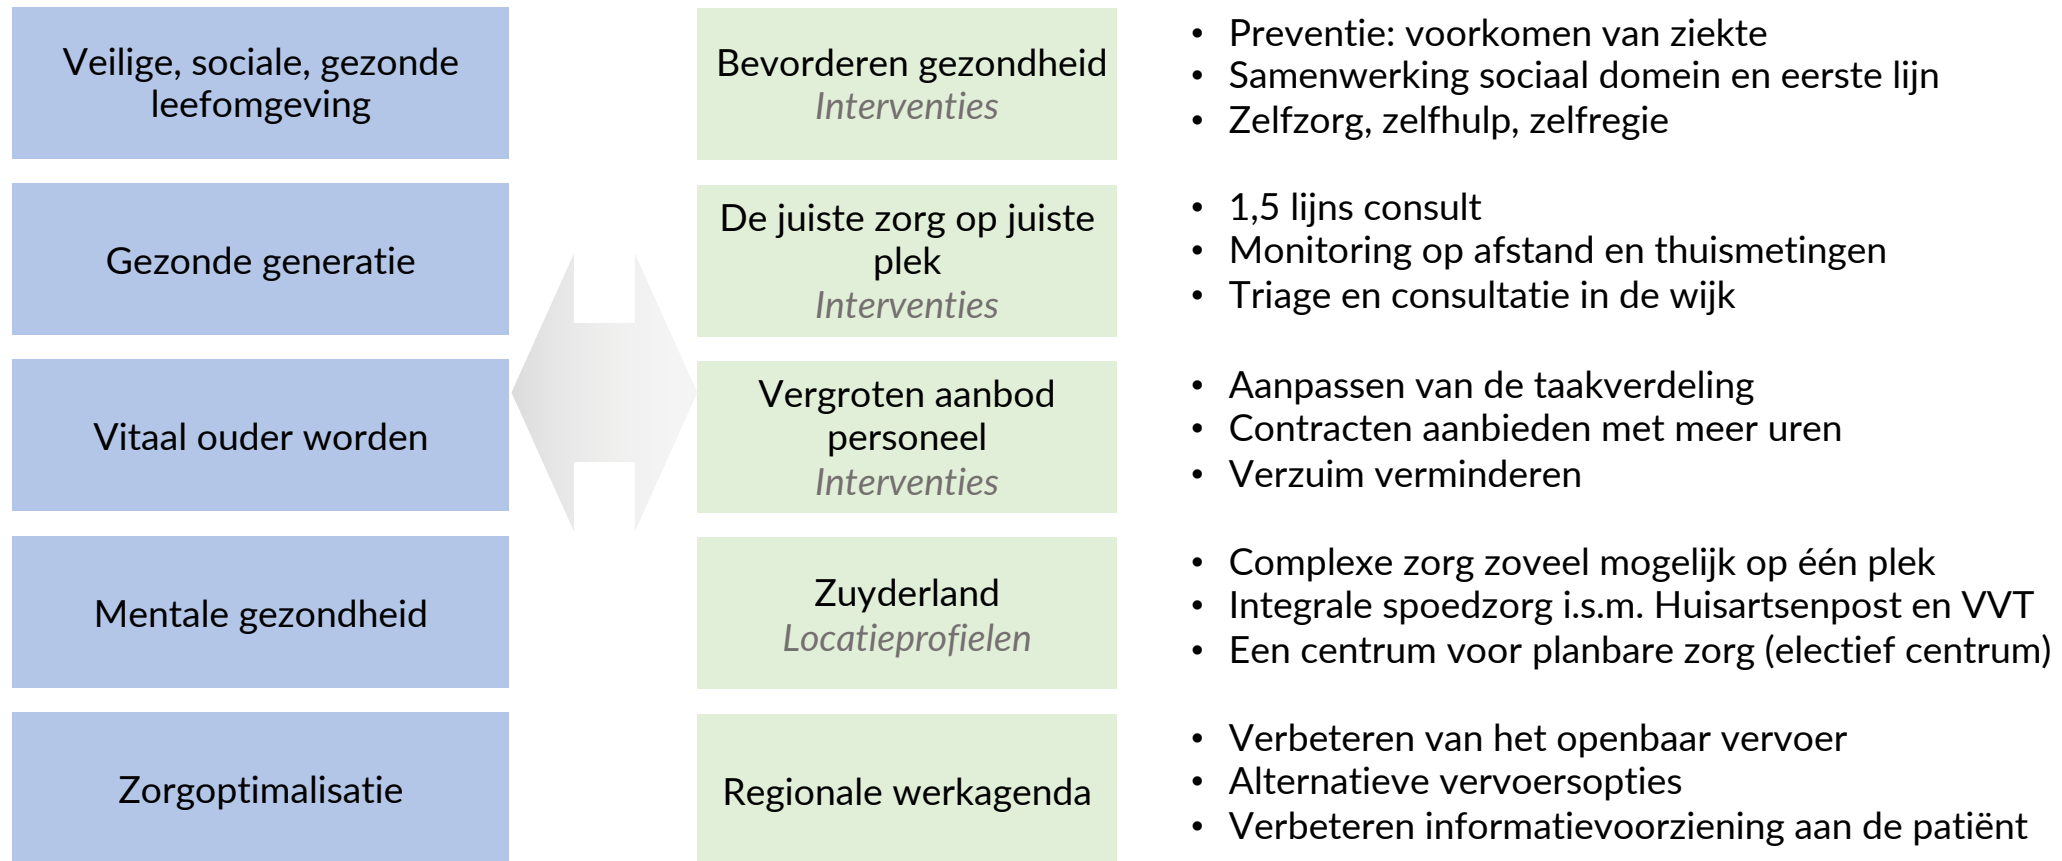 Veilige, sociale, gezonde
leefomgeving
Bevorderen gezondheid
Interventies
• Preventie: voorkomen van ziekte
• Samenwerking sociaal domein en eerste lijn
• Zelfzorg, zelfhulp, zelfregie
Gezonde generatie
De juiste zorg op juiste
plek
Interventies
• 1,5 lijns consult
• Monitoring op afstand en thuismetingen
• Triage en consultatie in de wijk
Vitaal ouder worden
Vergroten aanbod
personeel
Interventies
• Aanpassen van de taakverdeling
• Contracten aanbieden met meer uren
• Verzuim verminderen
Mentale gezondheid
Zuyderland
Locatieprofielen
• Complexe zorg zoveel mogelijk op één plek
• Integrale spoedzorg i.s.m. Huisartsenpost en VVT
• Een centrum voor planbare zorg (electief centrum)
Zorgoptimalisatie
Regionale werkagenda
• Verbeteren van het openbaar vervoer
• Alternatieve vervoersopties
• Verbeteren informatievoorziening aan de patiënt